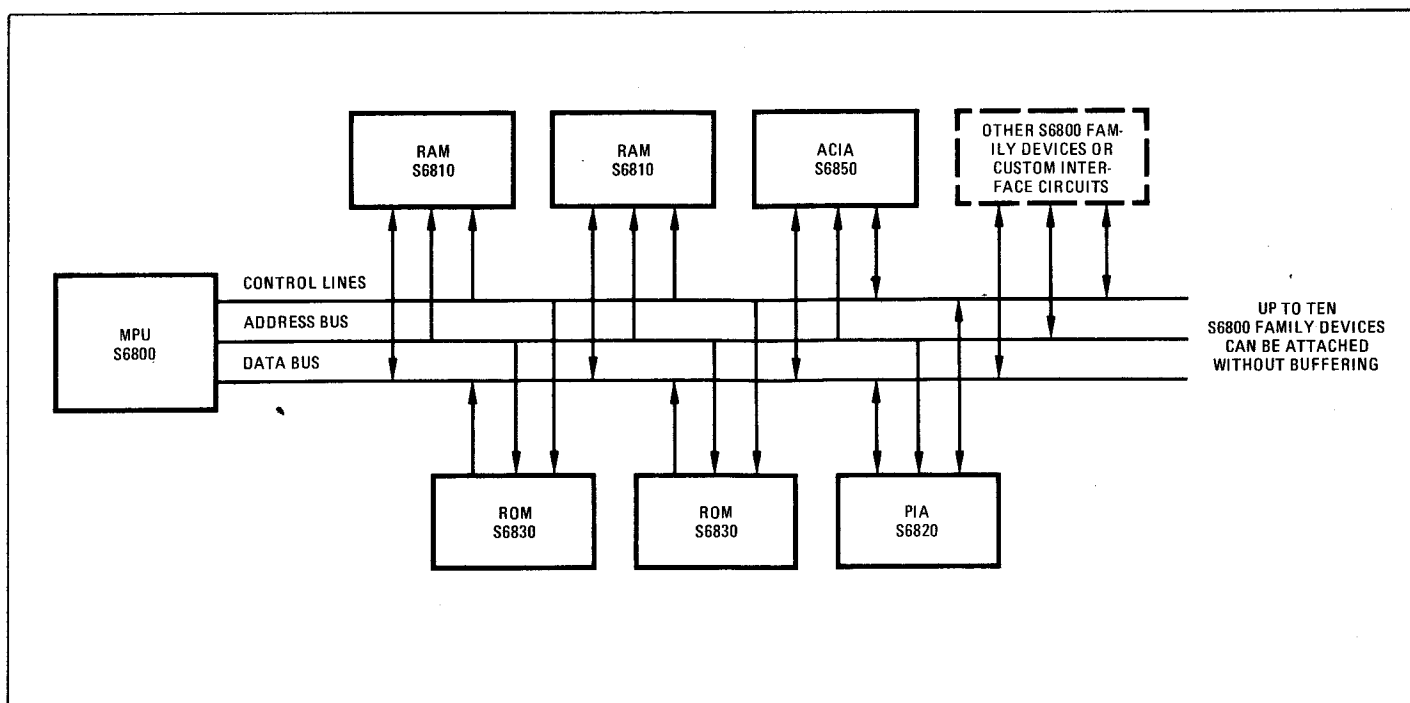 RAM
S6810
RAM
S6810
ACIA
S6850
OTHER S6800 FAM-
ILY DEVICES OR
CUSTOM INTER-
FACE CIRCUITS
MPU
S6800
CONTROL LINES
ADDRESS BUS
DATA BUS
UP TO TEN
S6800 FAMILY DEVICES
CAN BE ATTACHED
WITHOUT BUFFERING
ROM
S6830
ROM
S6830
PIA
S6820